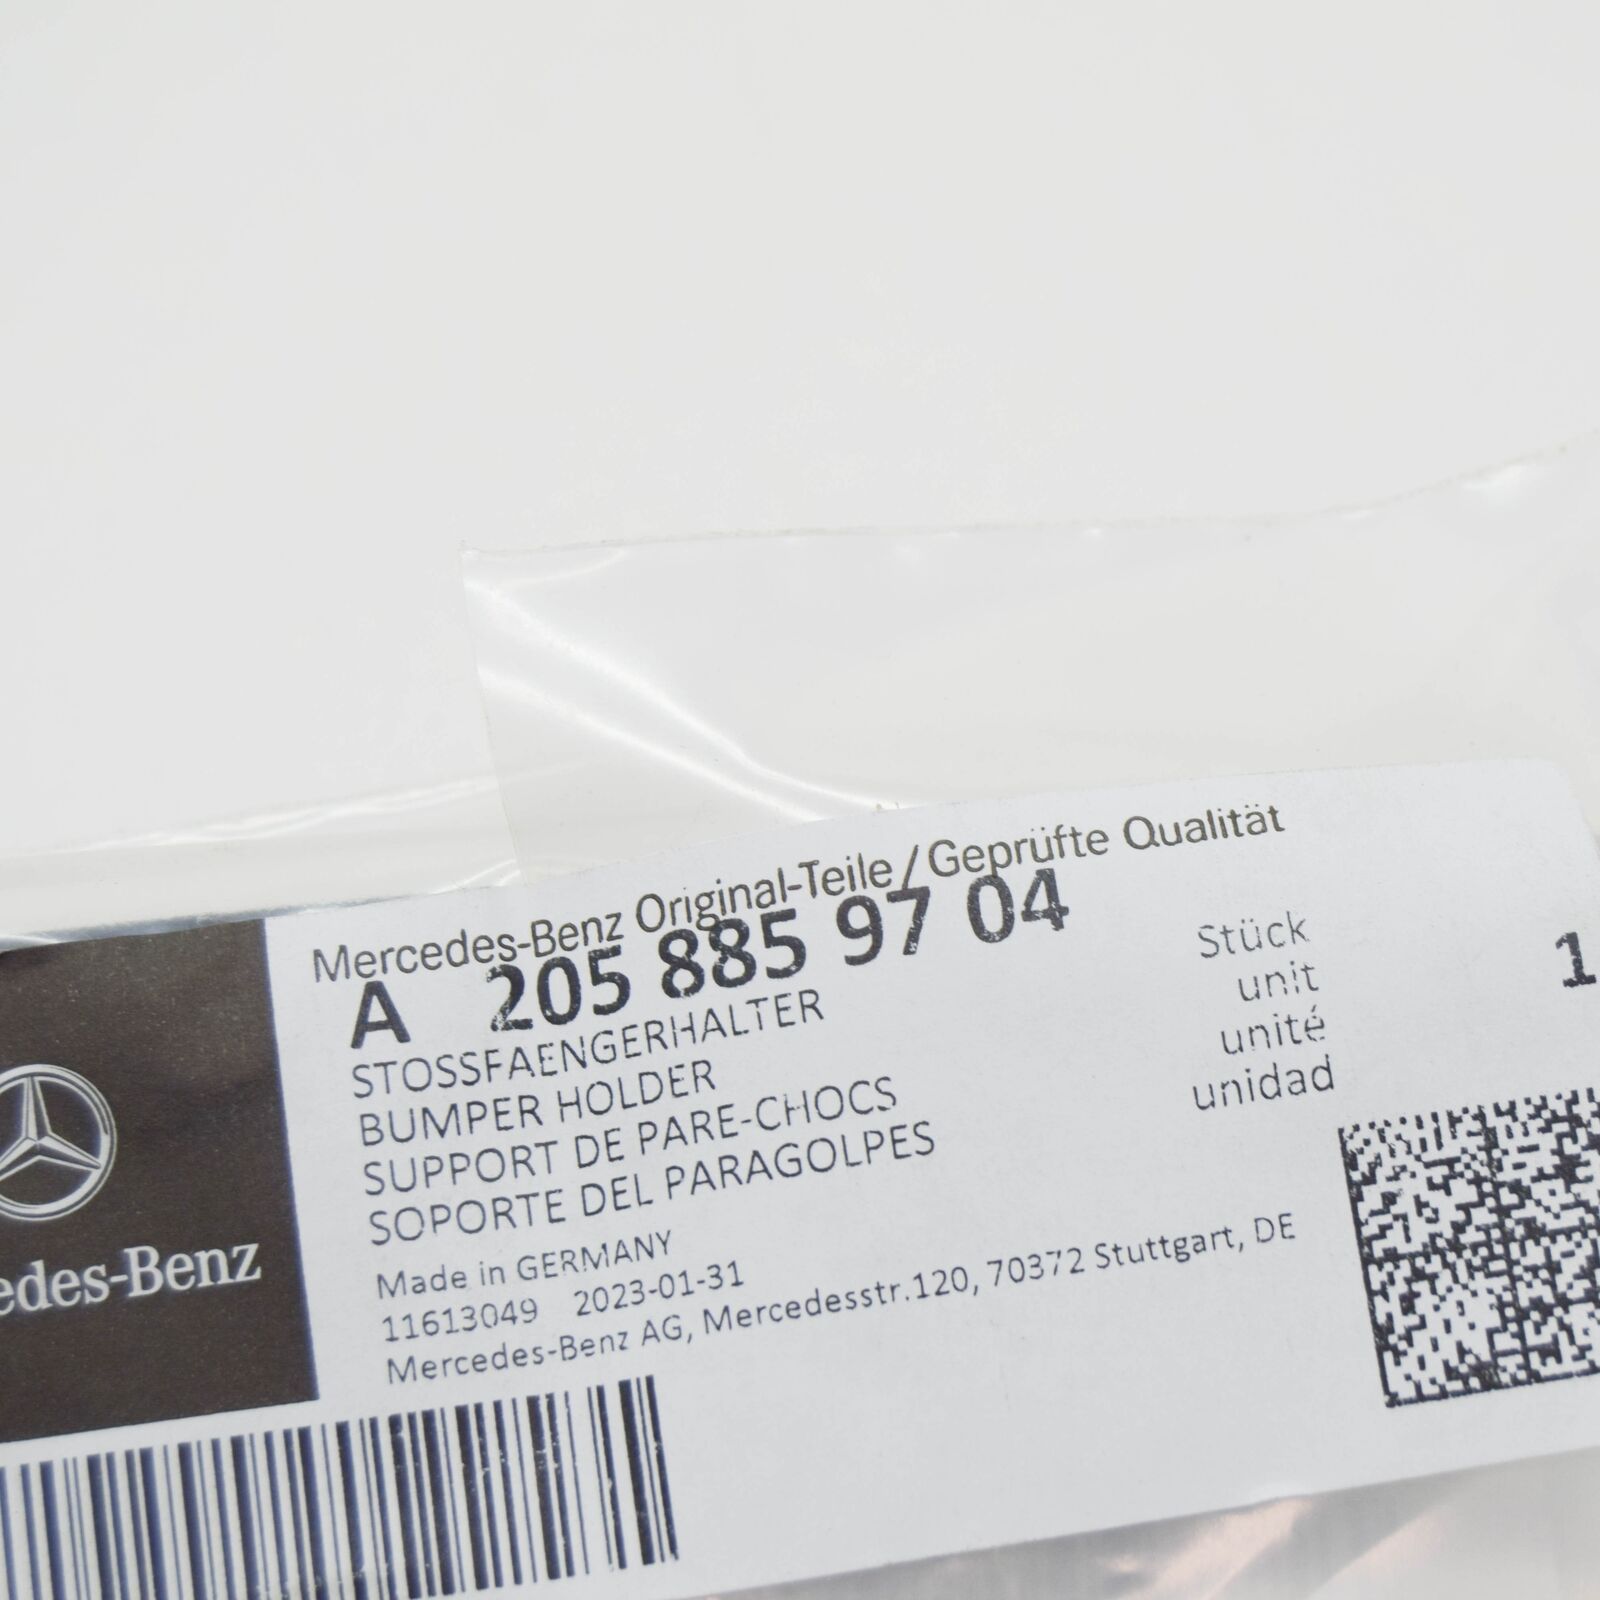 Mercedes-Benz Original-Teile/Geprüfte Qualität
A 205 885 97 04
STOSSFAENGERHALTER
BUMPER HOLDER
SUPPORT DE PARE-CHOCS
SOPORTE DEL PARAGOLPES
Stück
unit
unité
unidad
1
Made in GERMANY
11613049 2023-01-31
Mercedes-Benz AG, Mercedesstr.120, 70372 Stuttgart, DE
edes-Benz